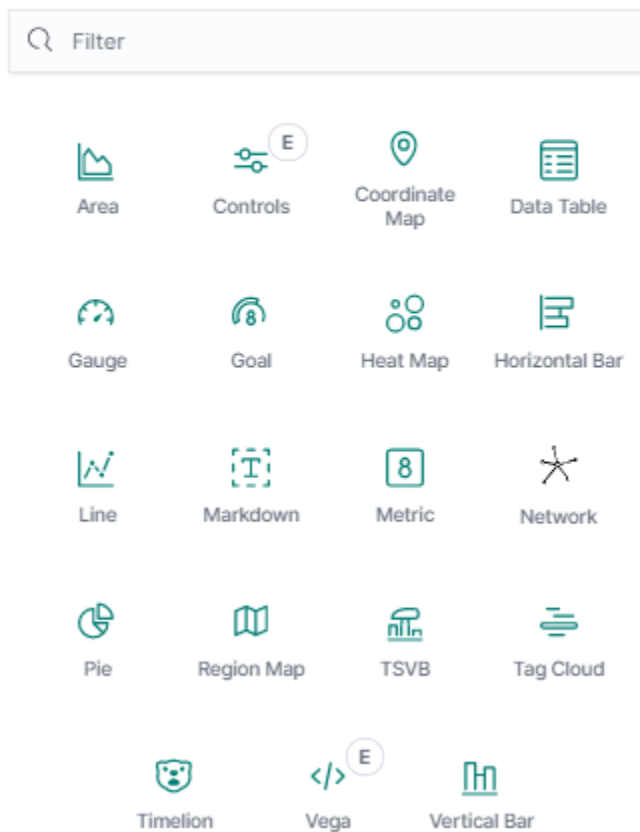 Filter
E
Area
Controls
Coordinate
Map
Data Table
8
Gauge
Goal
Heat Map
Horizontal Bar
T
8
Line
Markdown
Metric
Network
Pie
Region Map
TSVB
Tag Cloud
</> E
Timelion
Vega
Vertical Bar